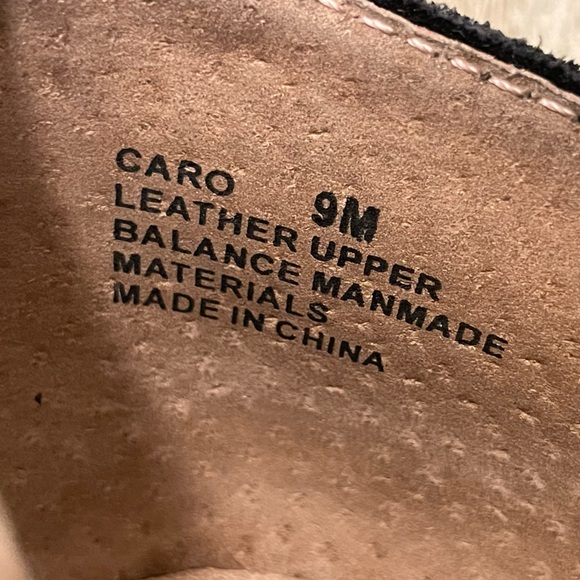 CARO 9M
LEATHER UPPER
BALANCE MANMADE
MATERIALS
MADE IN CHINA